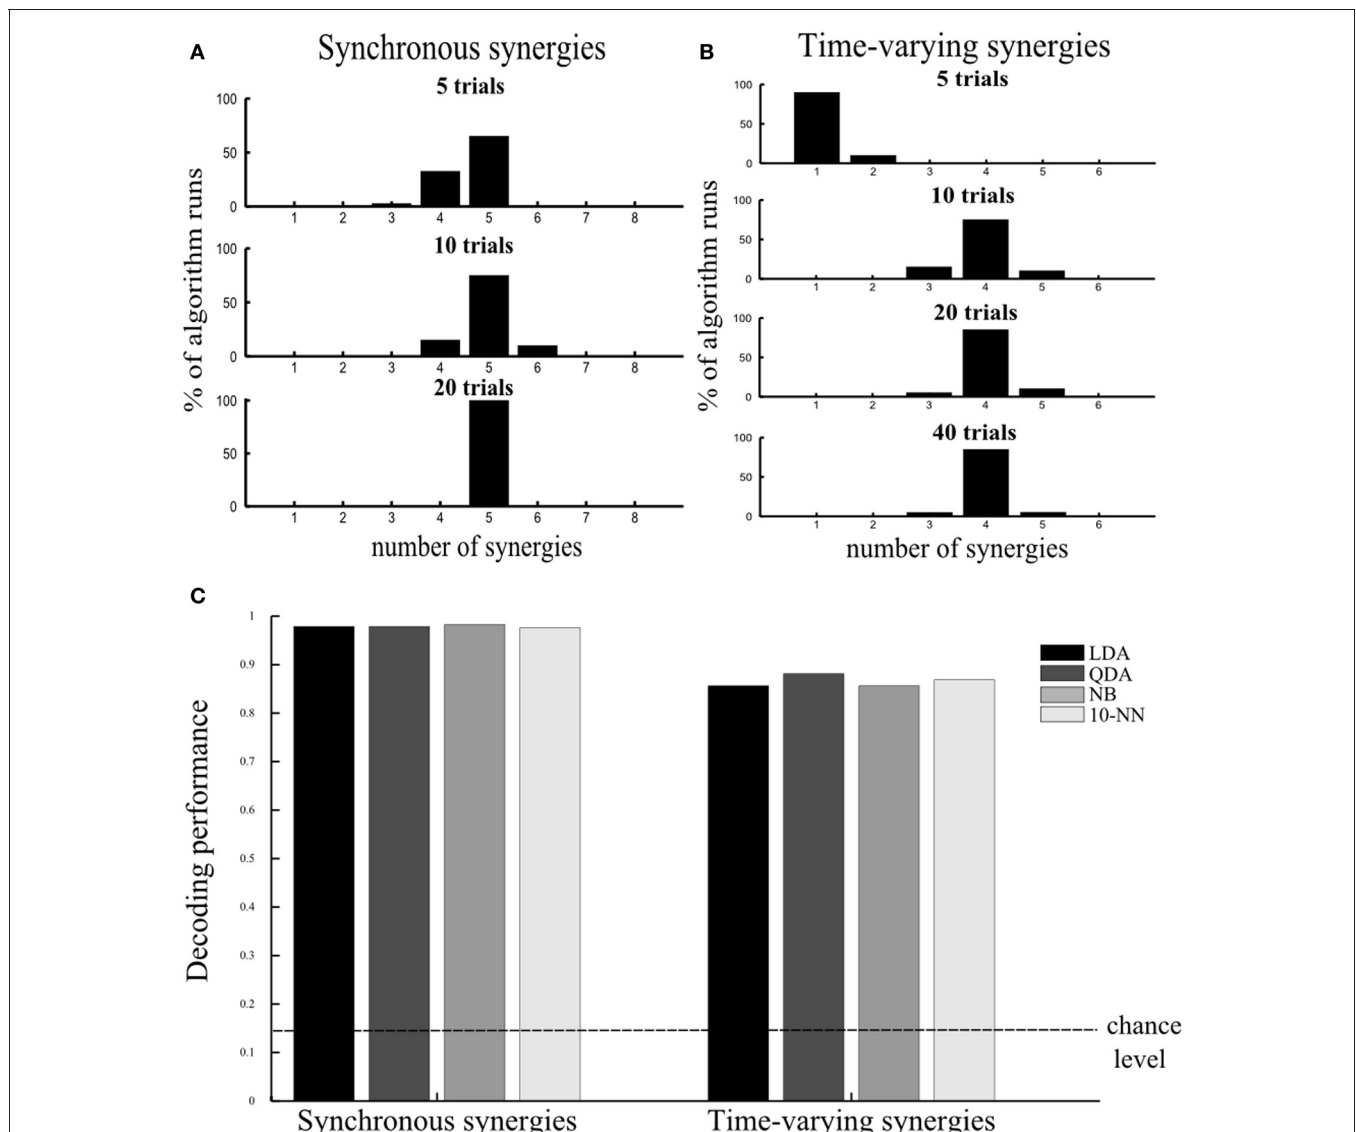 A
Synchronous synergies
5 trials
100
50
0
1 2 3 4 5 6 7 8
10 trials
100
50
0
1 2 3 4 5 6 7 8
20 trials
100
50
0
1 2 3 4 5 6 7 8
% of algorithm runs
number of synergies
B
Time-varying synergies
5 trials
100
50
0
1 2 3 4 5 6
10 trials
100
50
0
1 2 3 4 5 6
20 trials
100
50
0
1 2 3 4 5 6
40 trials
100
50
0
1 2 3 4 5 6
% of algorithm runs
number of synergies
C
Decoding performance
1
0.9
0.8
0.7
0.6
0.5
0.4
0.3
0.2
0.1
0
LDA
QDA
NB
10-NN
chance
level
Synchronous synergies
Time-varying synergies